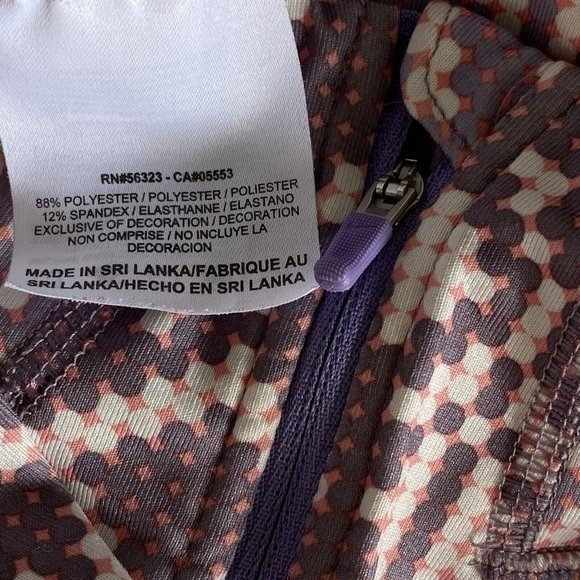 RN#56323 - CA#05553
88% POLYESTER / POLYESTER / POLIESTER
12% SPANDEX / ELASTHANNE / ELASTANO
EXCLUSIVE OF DECORATION / DECORATION
NON COMPRISE / NO INCLUYE LA
DECORACION
MADE IN SRI LANKA/FABRIQUE AU
SRI LANKA/HECHO EN SRI LANKA